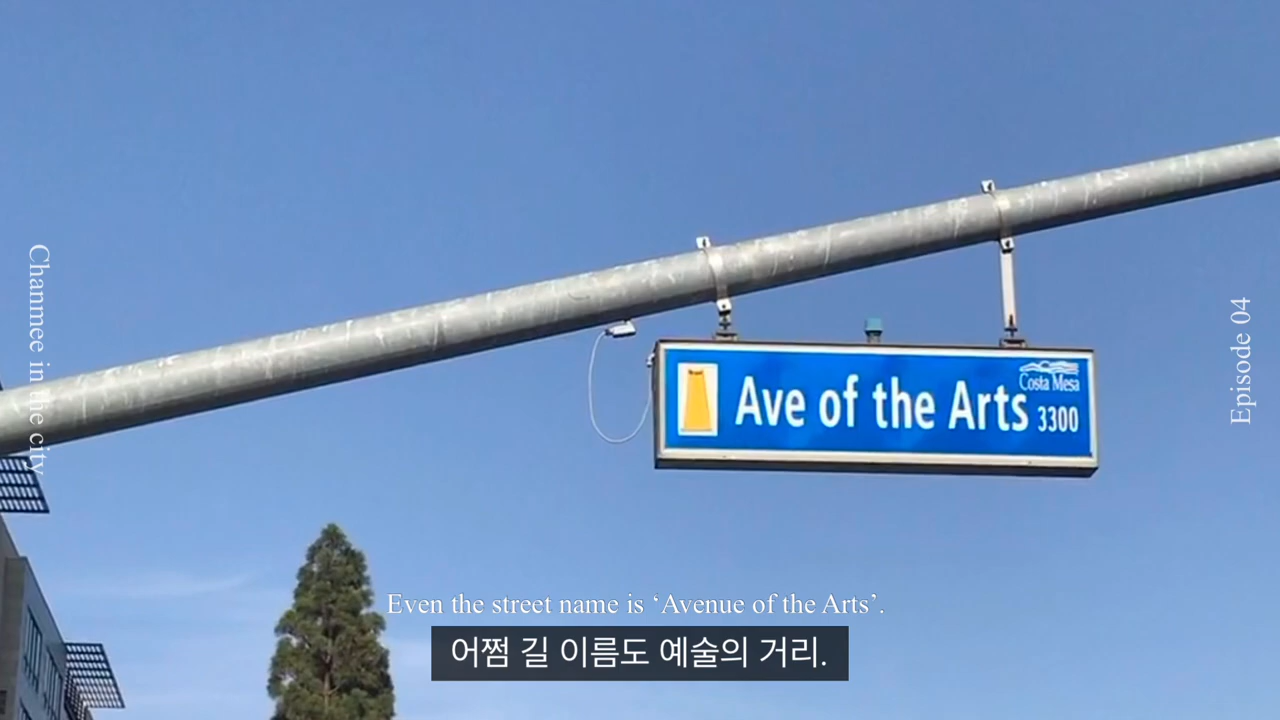 Chanmee in the city
Episode 04
Costa Mesa
Ave of the Arts
3300
Even the street name is ‘Avenue of the Arts’.
어쩜 길 이름도 예술의 거리.